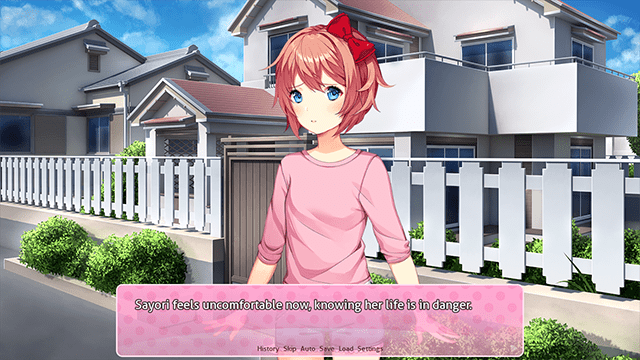 Sayori feels uncomfortable now, knowing her life is in danger.
History Skip Auto Save Load Settings